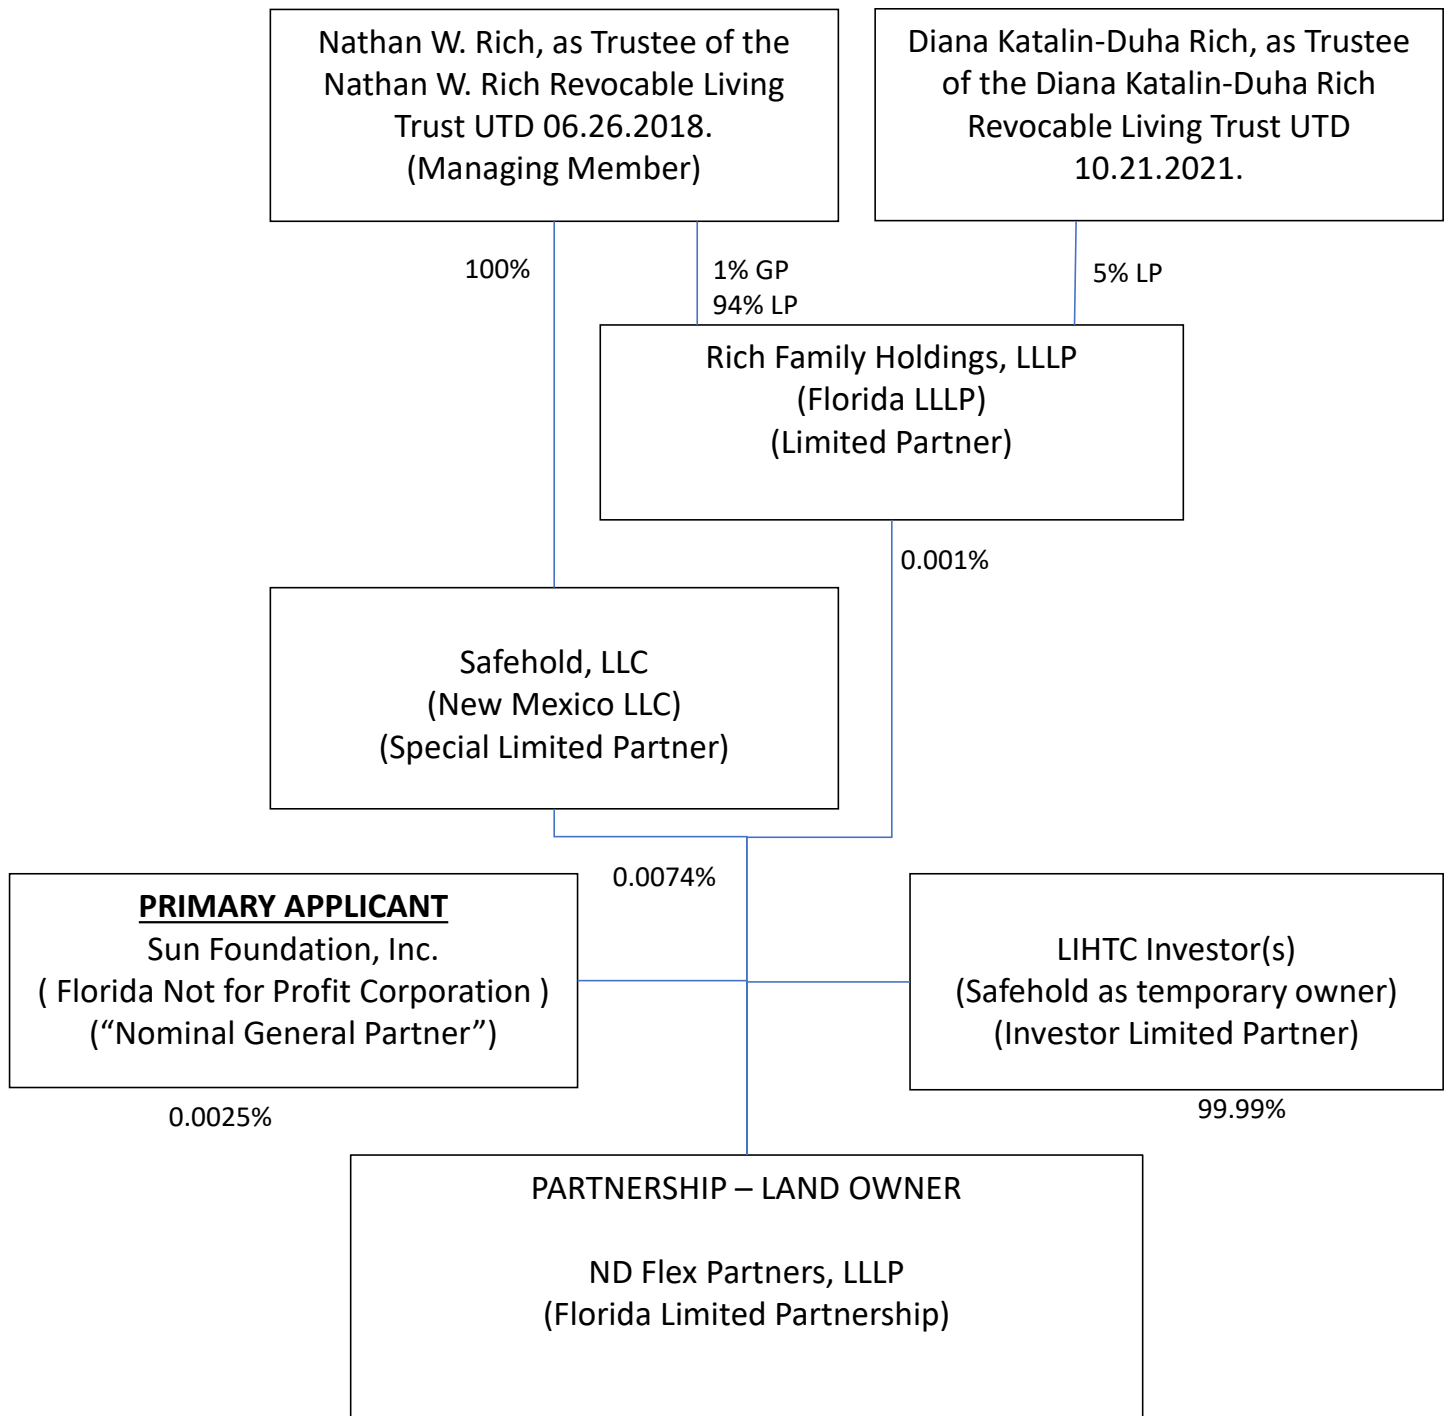 Nathan W. Rich, as Trustee of the
Nathan W. Rich Revocable Living
Trust UTD 06.26.2018.
(Managing Member)
Diana Katalin-Duha Rich, as Trustee
of the Diana Katalin-Duha Rich
Revocable Living Trust UTD
10.21.2021.
100%
1% GP
94% LP
5% LP
Rich Family Holdings, LLLP
(Florida LLLP)
(Limited Partner)
0.001%
Safehold, LLC
(New Mexico LLC)
(Special Limited Partner)
0.0074%
PRIMARY APPLICANT
Sun Foundation, Inc.
( Florida Not for Profit Corporation )
(“Nominal General Partner”)
0.0025%
LIHTC Investor(s)
(Safehold as temporary owner)
(Investor Limited Partner)
99.99%
PARTNERSHIP – LAND OWNER
ND Flex Partners, LLLP
(Florida Limited Partnership)